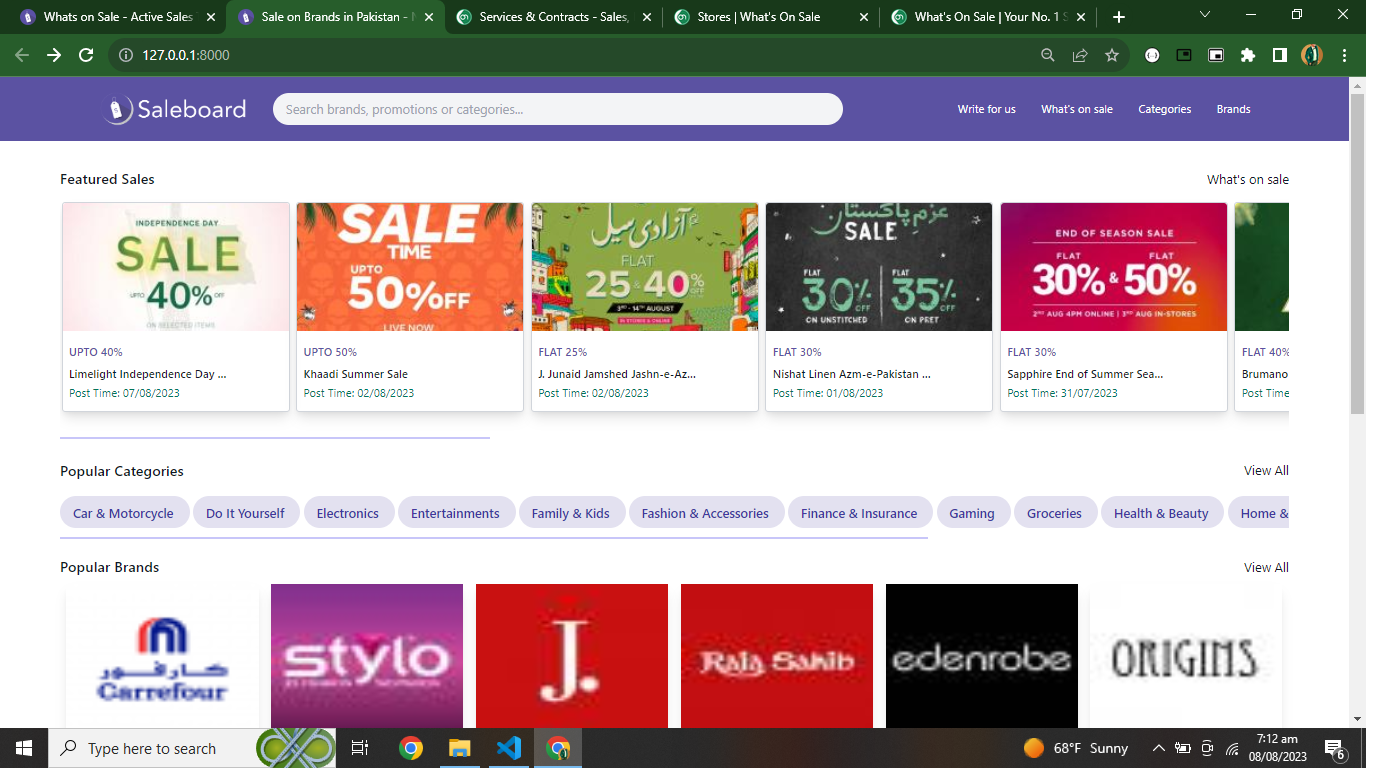 Whats on Sale - Active Sales
Sale on Brands in Pakistan - N
Services & Contracts - Sales,
Stores | What's On Sale
What's On Sale | Your No. 1 S
127.0.0.1:8000
Saleboard
Search brands, promotions or categories...
Write for us
What's on sale
Categories
Brands
Featured Sales
What's on sale
INDEPENDENCE DAY
SALE
UPTO 40% OFF
ON SELECTED ITEMS
UPTO 40%
Limelight Independence Day ...
Post Time: 07/08/2023
SALE
TIME
UPTO
50% OFF
LIVE NOW
UPTO 50%
Khaadi Summer Sale
Post Time: 02/08/2023
آزادی سیل
FLAT
25 & 40% OFF
3RD - 14TH AUGUST
IN STORES & ONLINE
FLAT 25%
J. Junaid Jamshed Jashn-e-Az...
Post Time: 02/08/2023
عزمِ پاکستان
SALE
FLAT
30% OFF
ON UNSTITCHED
FLAT
35% OFF
ON PRET
FLAT 30%
Nishat Linen Azm-e-Pakistan ...
Post Time: 01/08/2023
END OF SEASON SALE
FLAT FLAT
30% & 50%
2ND AUG 4PM ONLINE | 3RD AUG IN-STORES
FLAT 30%
Sapphire End of Summer Sea...
Post Time: 31/07/2023
FLAT 40%
Brumano
Post Time
Popular Categories
View All
Car & Motorcycle
Do It Yourself
Electronics
Entertainments
Family & Kids
Fashion & Accessories
Finance & Insurance
Gaming
Groceries
Health & Beauty
Home &
Popular Brands
View All
كارفور
Carrefour
stylo
J.
Raja Sahib
edenrobe
ORIGINS
Type here to search
68°F Sunny
7:12 am
08/08/2023
6